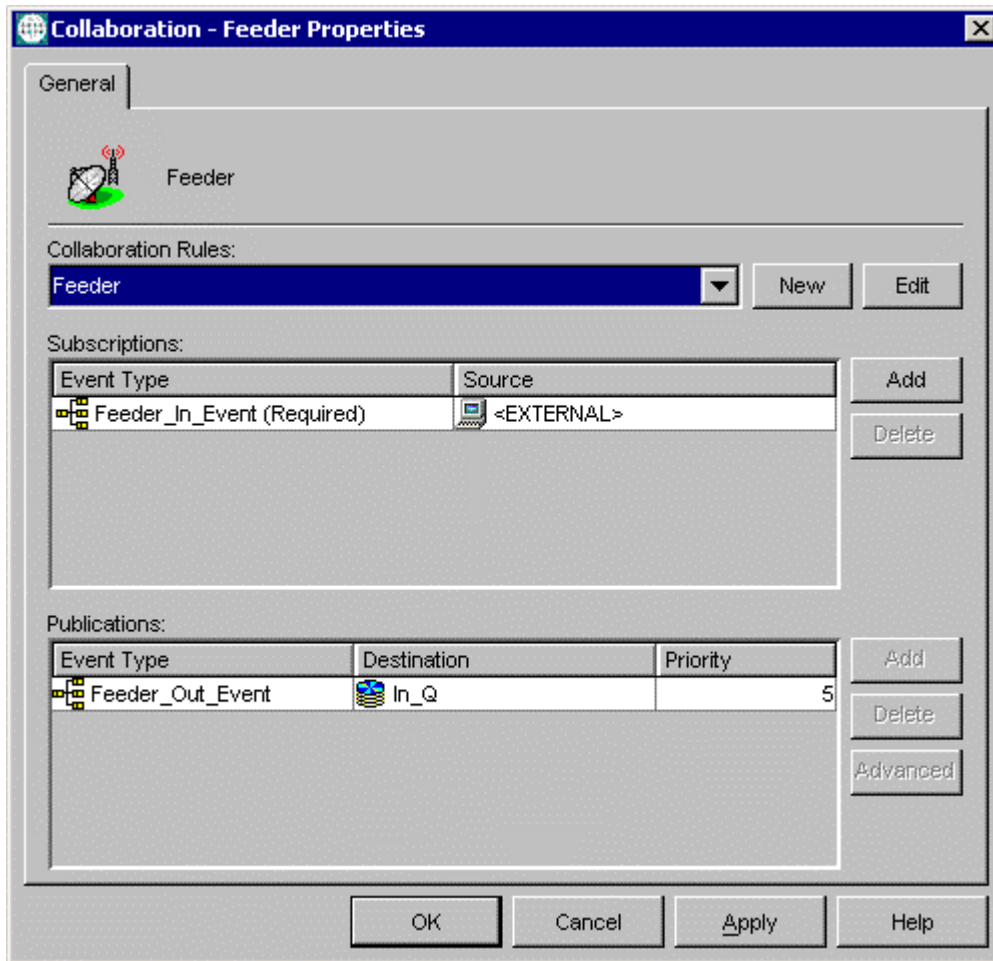 Collaboration - Feeder Properties
General
Feeder
Collaboration Rules:
Feeder New Edit
Subscriptions:
Event Type Source Add
Feeder_In_Event (Required) <EXTERNAL>
Delete
Publications:
Event Type Destination Priority Add
Feeder_Out_Event In_Q 5
Delete
Advanced
OK Cancel Apply Help